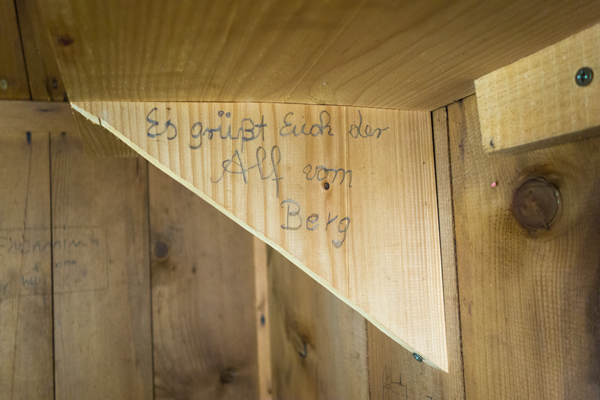 Es grüßt Euch der
Alf vom
Berg